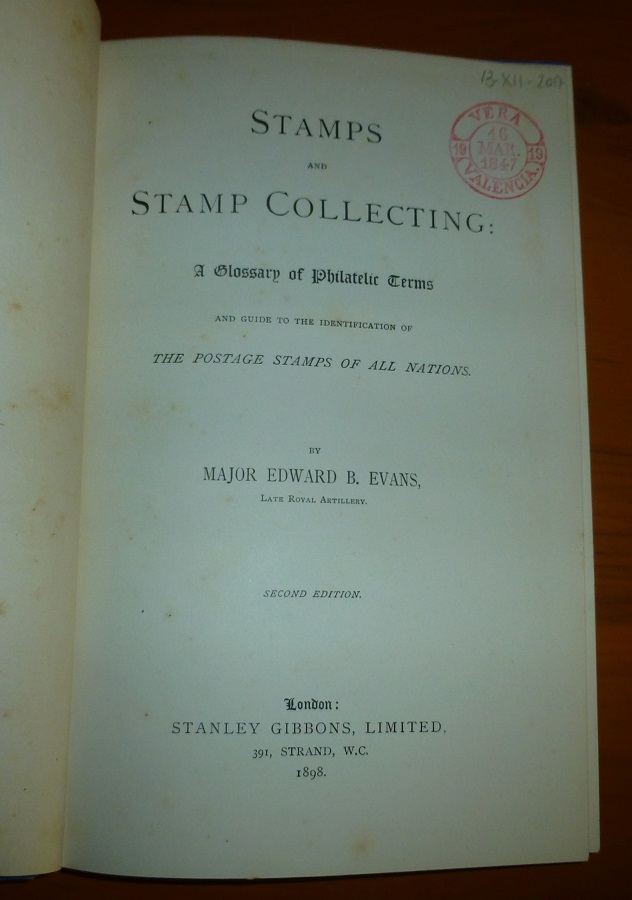 B-XII-2017
VERA
16
MAR.
1847
19 19
VALENCIA.
STAMPS
AND
STAMP COLLECTING:
A Glossary of Philatelic Terms
AND GUIDE TO THE IDENTIFICATION OF
THE POSTAGE STAMPS OF ALL NATIONS.
BY
MAJOR EDWARD B. EVANS,
LATE ROYAL ARTILLERY.
SECOND EDITION.
London:
STANLEY GIBBONS, LIMITED,
391, STRAND, W.C.
1898.